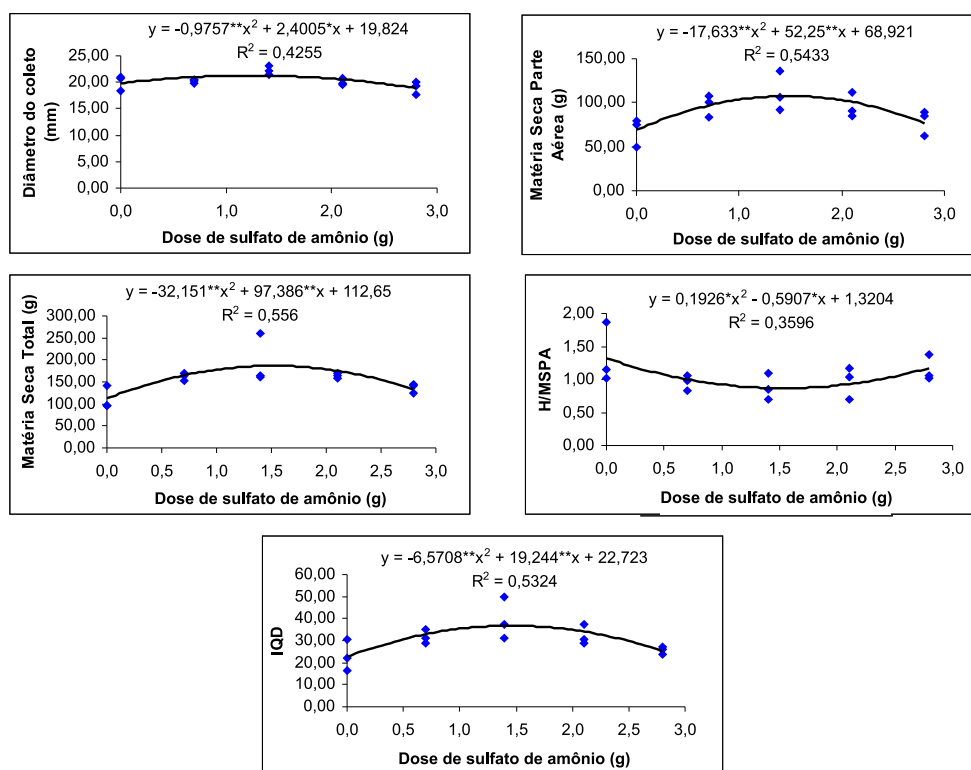 y = -0,9757**x² + 2,4005*x + 19,824
R² = 0,4255
Diâmetro do coleto (mm)
25,00
20,00
15,00
10,00
5,00
0,00
0,0 1,0 2,0 3,0
Dose de sulfato de amônio (g)
y = -17,633**x² + 52,25**x + 68,921
R² = 0,5433
Matéria Seca Parte Aérea (g)
150,00
100,00
50,00
0,00
0,0 1,0 2,0 3,0
Dose de sulfato de amônio (g)
y = -32,151**x² + 97,386**x + 112,65
R² = 0,556
Matéria Seca Total (g)
300,00
250,00
200,00
150,00
100,00
50,00
0,00
0,0 0,5 1,0 1,5 2,0 2,5 3,0
Dose de sulfato de amônio (g)
y = 0,1926*x² - 0,5907*x + 1,3204
R² = 0,3596
H/MSPA
2,00
1,50
1,00
0,50
0,00
0,0 0,5 1,0 1,5 2,0 2,5 3,0
Dose de sulfato de amônio (g)
y = -6,5708**x² + 19,244**x + 22,723
R² = 0,5324
IQD
60,00
50,00
40,00
30,00
20,00
10,00
0,00
0,0 0,5 1,0 1,5 2,0 2,5 3,0
Dose de sulfato de amônio (g)